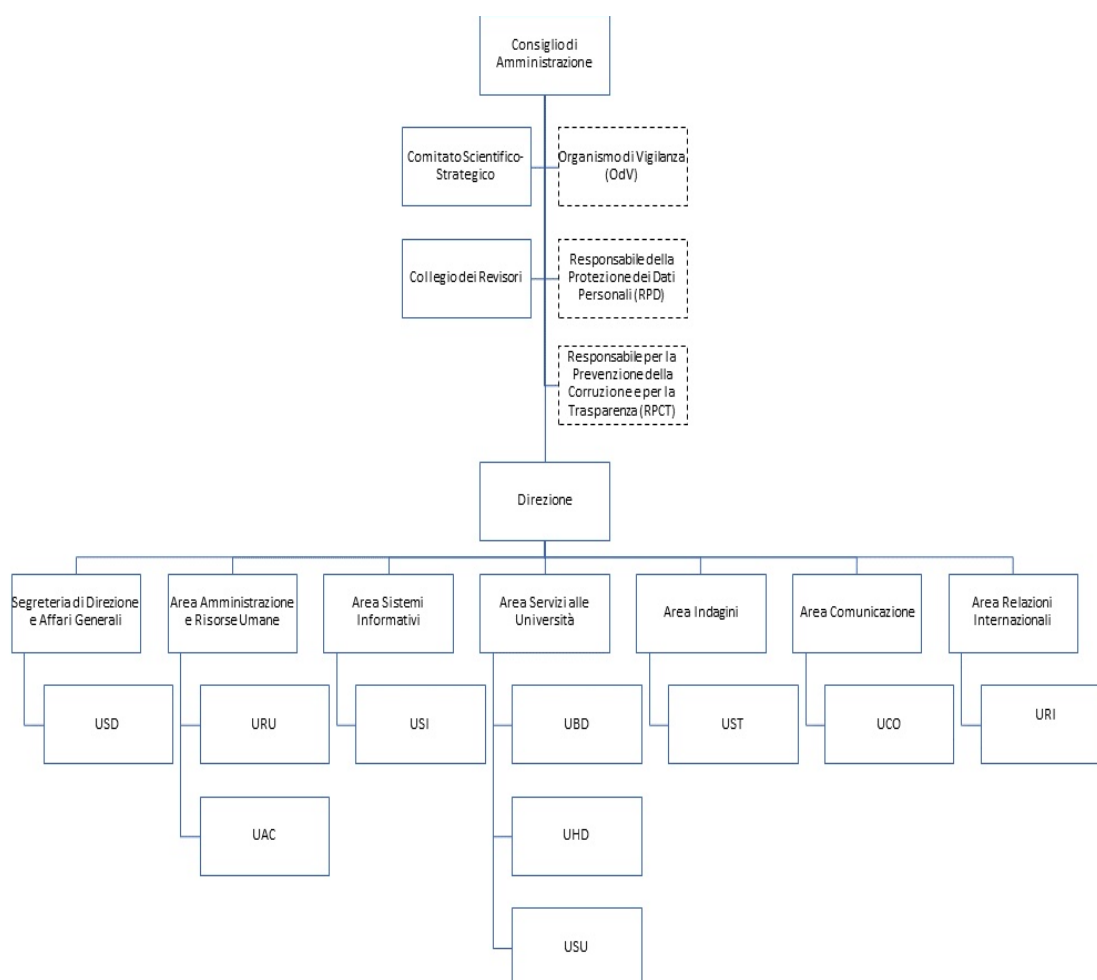 Consiglio di
Amministrazione
Comitato Scientifico-
Strategico
Organismo di Vigilanza
(OdV)
Collegio dei Revisori
Responsabile della
Protezione dei Dati
Personali (RPD)
Responsabile per la
Prevenzione della
Corruzione e per la
Trasparenza (RPCT)
Direzione
Segreteria di Direzione
e Affari Generali
Area Amministrazione
e Risorse Umane
Area Sistemi
Informativi
Area Servizi alle
Università
Area Indagini
Area Comunicazione
Area Relazioni
Internazionali
USD
URU
USI
UBD
UST
UCO
URI
UAC
UHD
USU